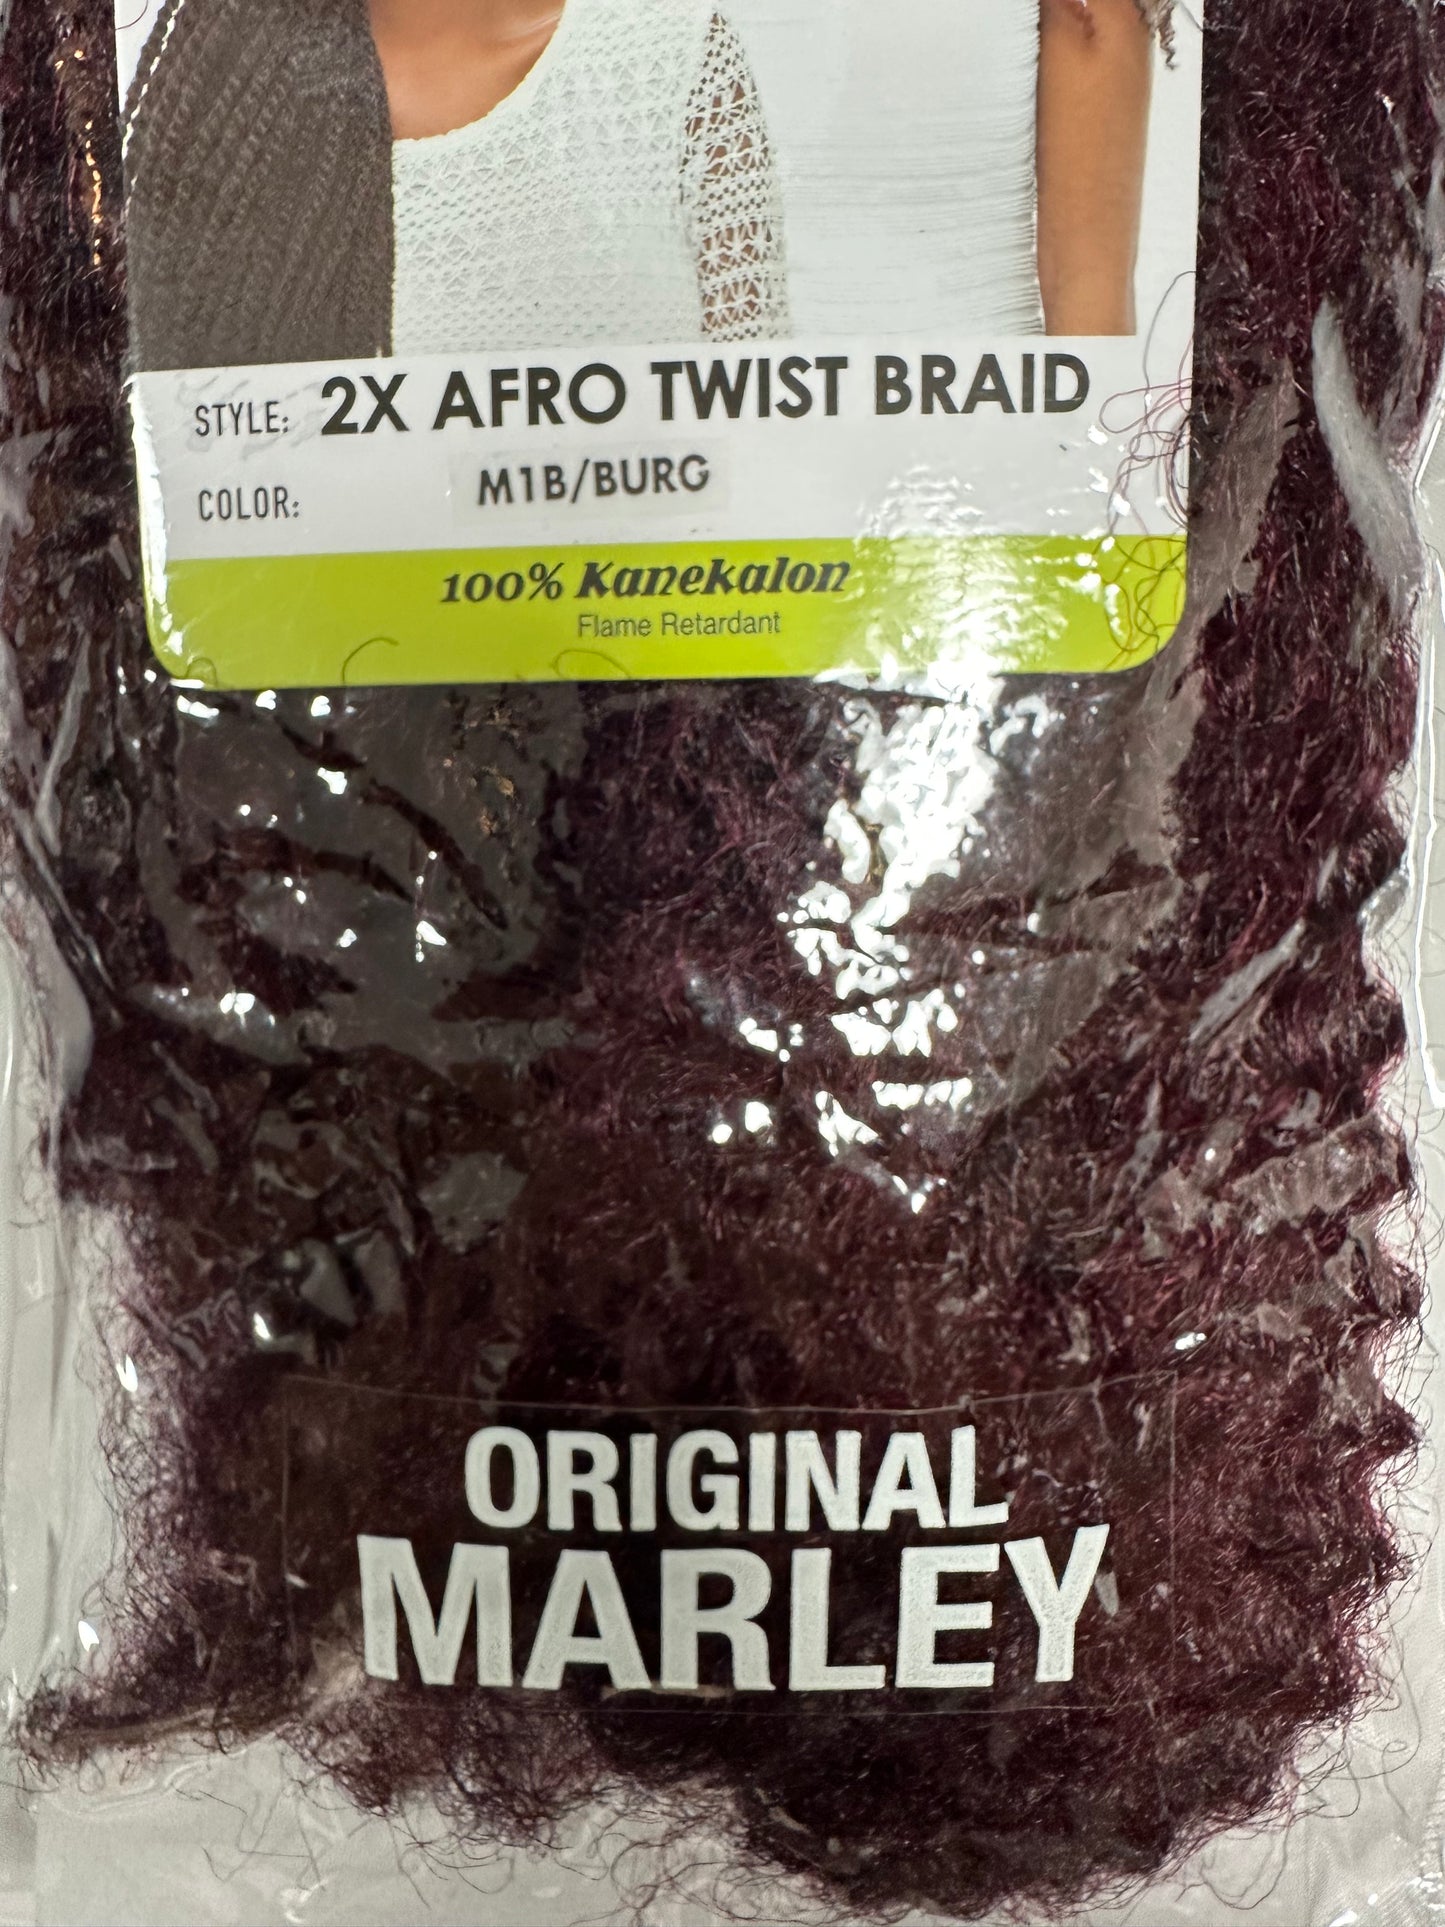 STYLE: 2X AFRO TWIST BRAID
COLOR: M1B/BURG
100% Kanekalon
Flame Retardant
ORIGINAL
MARLEY